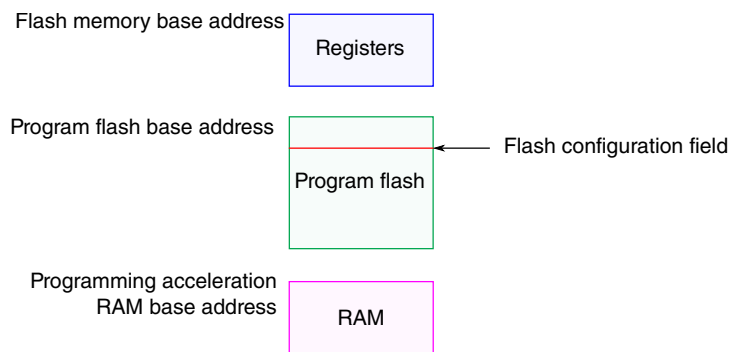 Flash memory base address
Registers
Program flash base address
Flash configuration field
Program flash
Programming acceleration
RAM base address
RAM